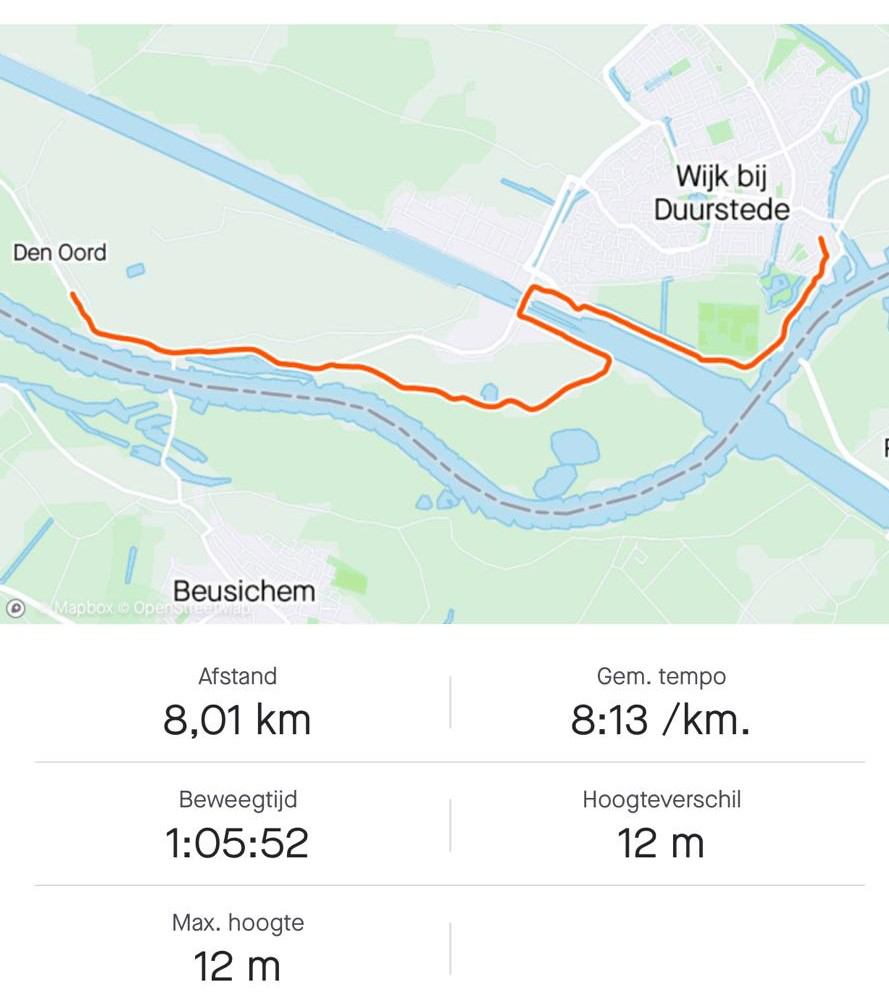 Wijk bij
Duurstede
Den Oord
F
Beusichem
© Mapbox © OpenStreetMap
Afstand
8,01 km
Gem. tempo
8:13 /km.
Beweegtijd
1:05:52
Hoogteverschil
12 m
Max. hoogte
12 m